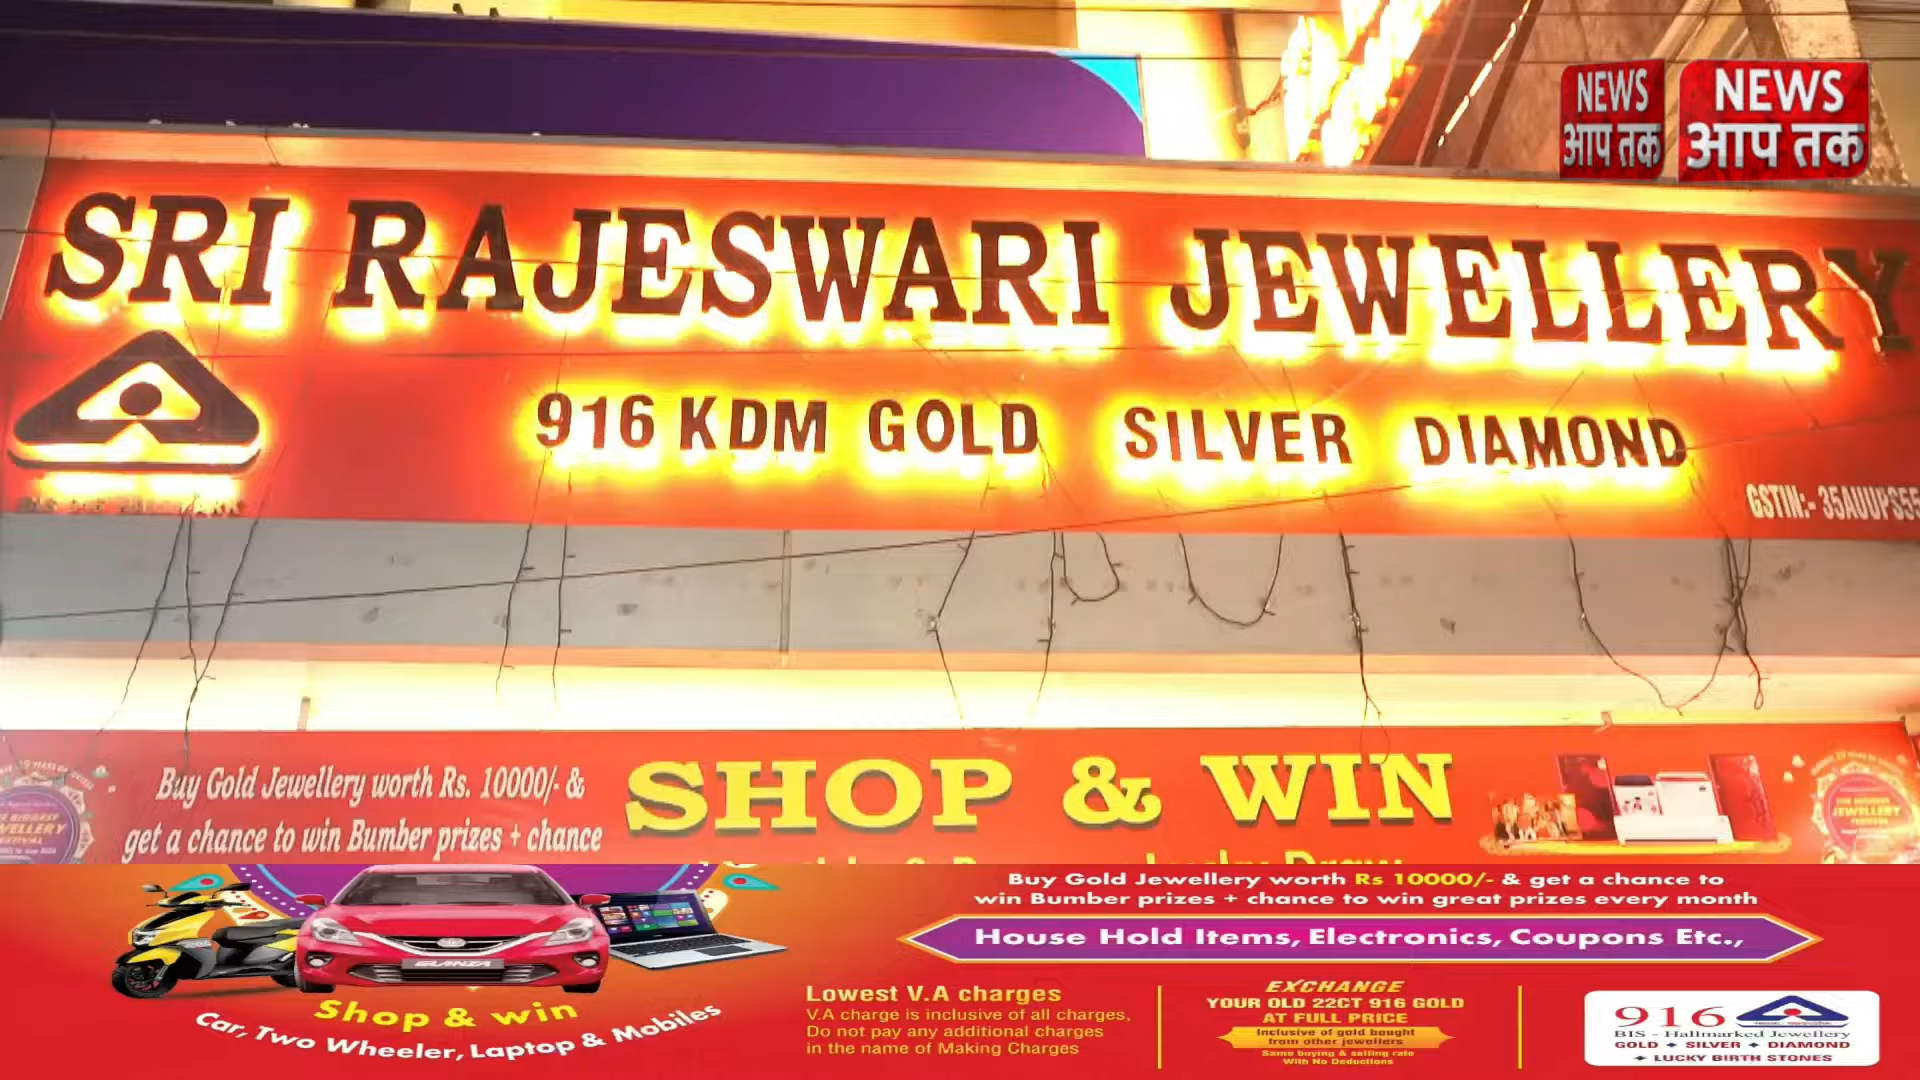 NEWS
आप तक
NEWS
आप तक
SRI RAJESWARI JEWELLERY
916 KDM GOLD SILVER DIAMOND
GSTIN:- 35AUUPS55
Buy Gold Jewellery worth Rs. 10000/- &
get a chance to win Bumber prizes + chance
SHOP & WIN
JEWELLERY
Buy Gold Jewellery worth Rs 10000/- & get a chance to
win Bumber prizes + chance to win great prizes every month
House Hold Items, Electronics, Coupons Etc.,
GLANZA
Shop & win
Car, Two Wheeler, Laptop & Mobiles
Lowest V.A charges
V.A charge is inclusive of all charges,
Do not pay any additional charges
in the name of Making Charges
EXCHANGE
YOUR OLD 22CT 916 GOLD
AT FULL PRICE
Inclusive of gold bought
from other jewellers
Same buying & selling rate
With No Deductions
916
BIS - Hallmarked Jewellery
GOLD ✦ SILVER ✦ DIAMOND
✦ LUCKY BIRTH STONES